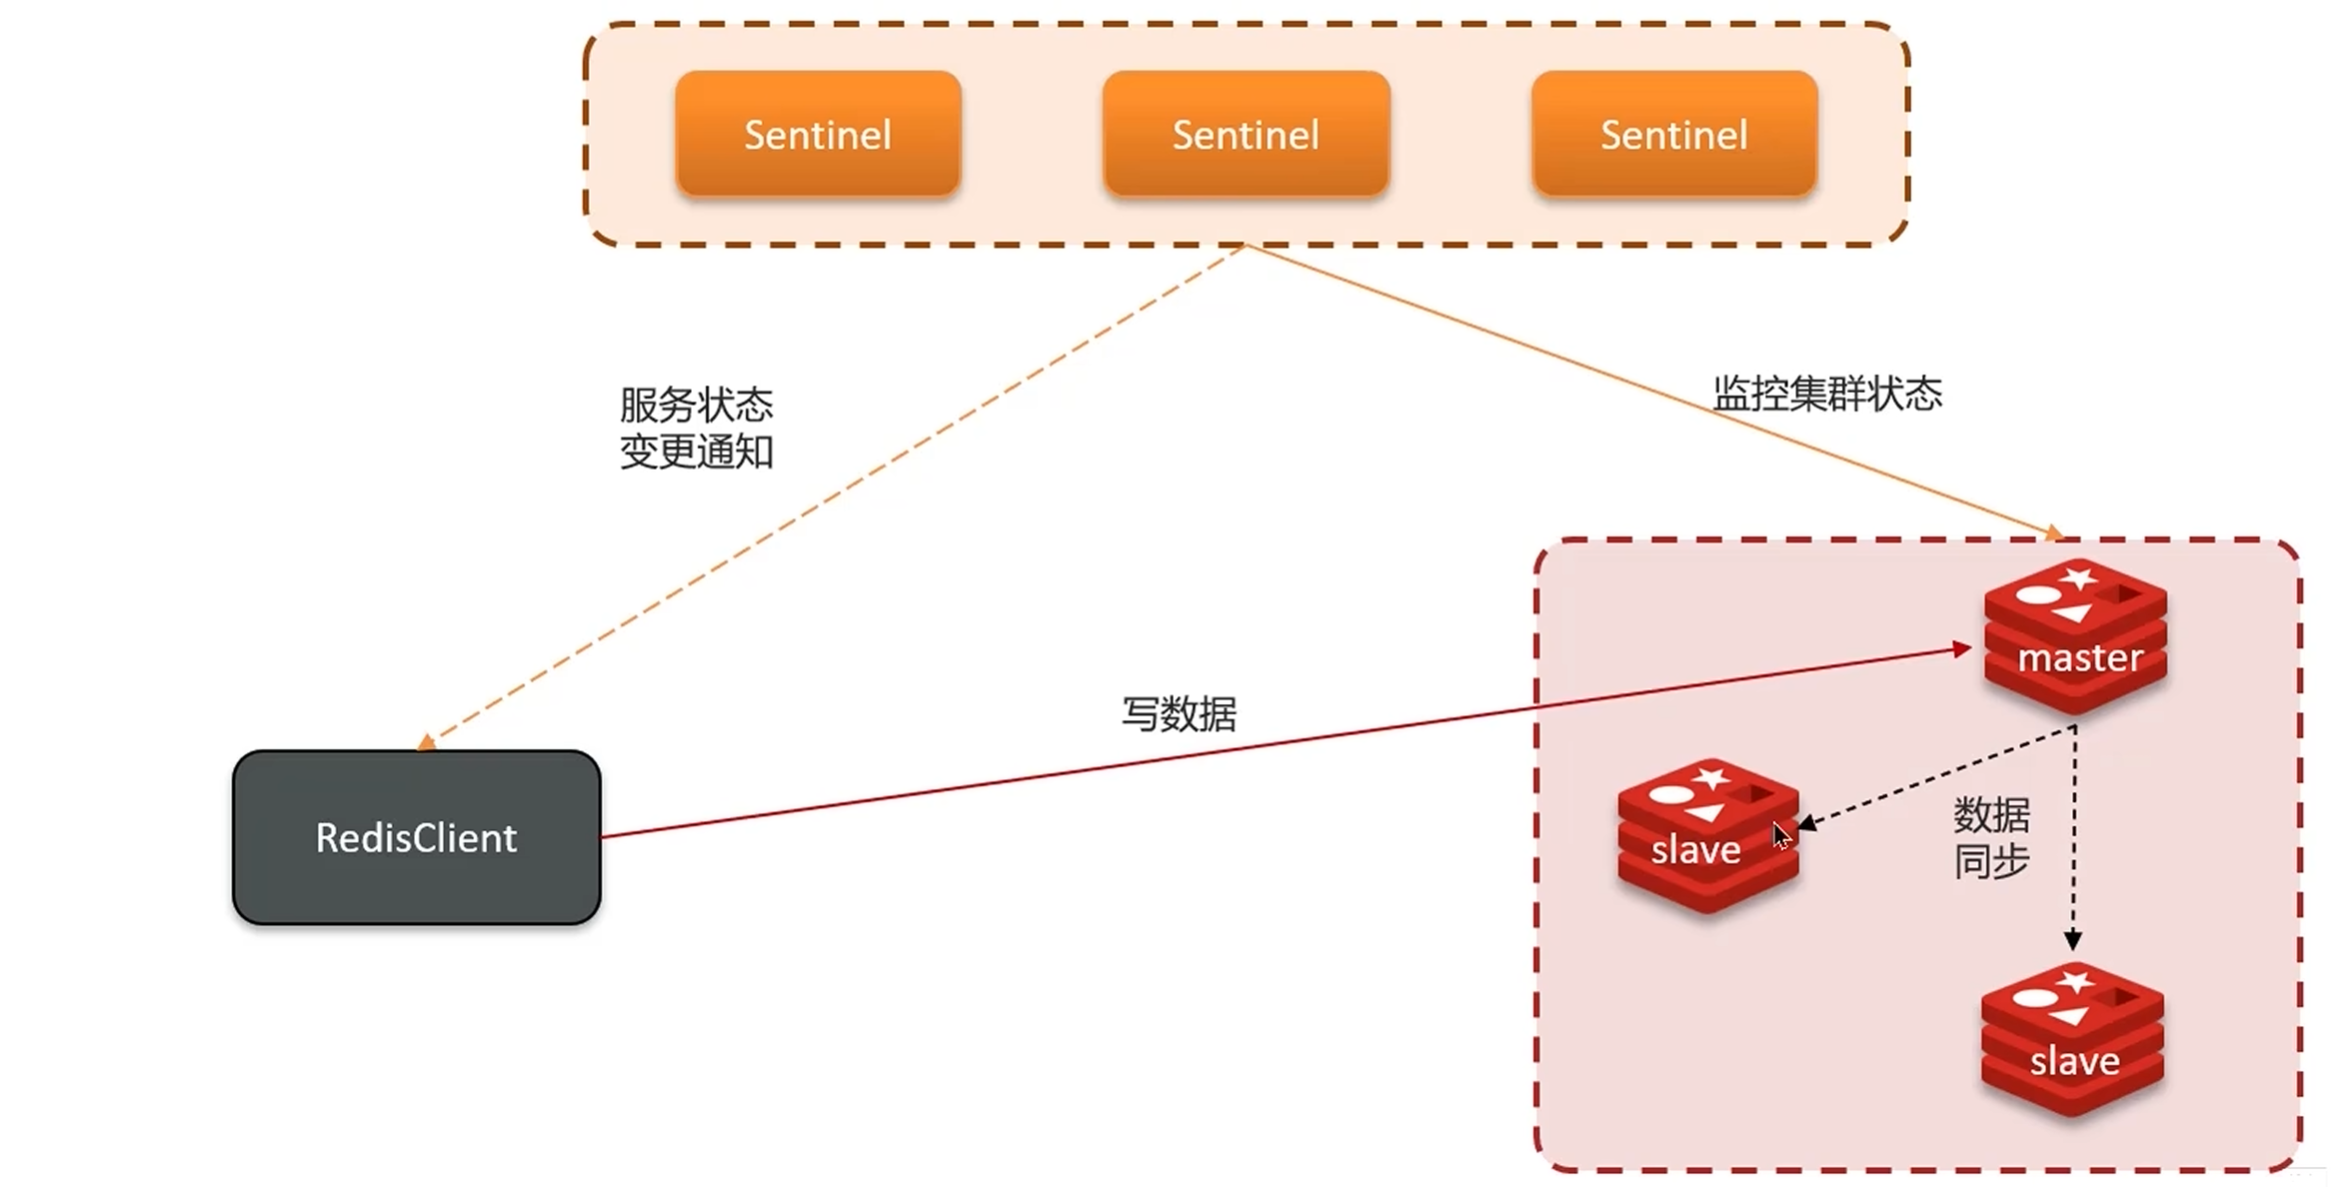 Sentinel
Sentinel
Sentinel
服务状态
变更通知
监控集群状态
写数据
master
RedisClient
slave
数据
同步
slave